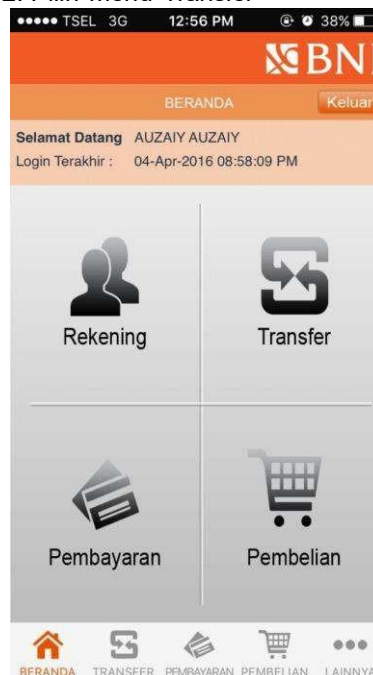 2. Pilih menu Transfer
TSEL 3G 12:56 PM 38%
BNI
BERANDA Keluar
Selamat Datang AUZAIY AUZAIY
Login Terakhir : 04-Apr-2016 08:58:09 PM
Rekening Transfer
Pembayaran Pembelian
BERANDA TRANSFER PEMBAYARAN PEMBELIAN LAINNYA